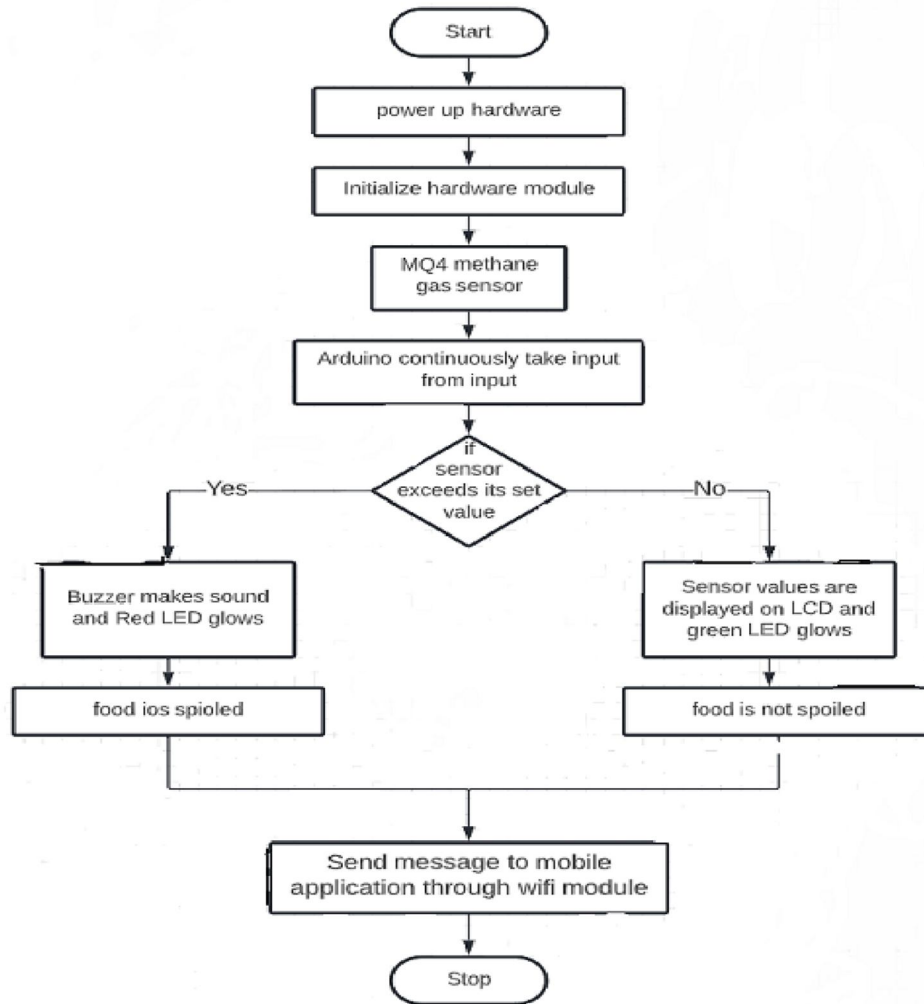 Start
power up hardware
Initialize hardware module
MQ4 methane
gas sensor
Arduino continuously take input
from input
if
sensor
exceeds its set
value
Yes
No
Buzzer makes sound
and Red LED glows
Sensor values are
displayed on LCD and
green LED glows
food ios spioled
food is not spoiled
Send message to mobile
application through wifi module
Stop